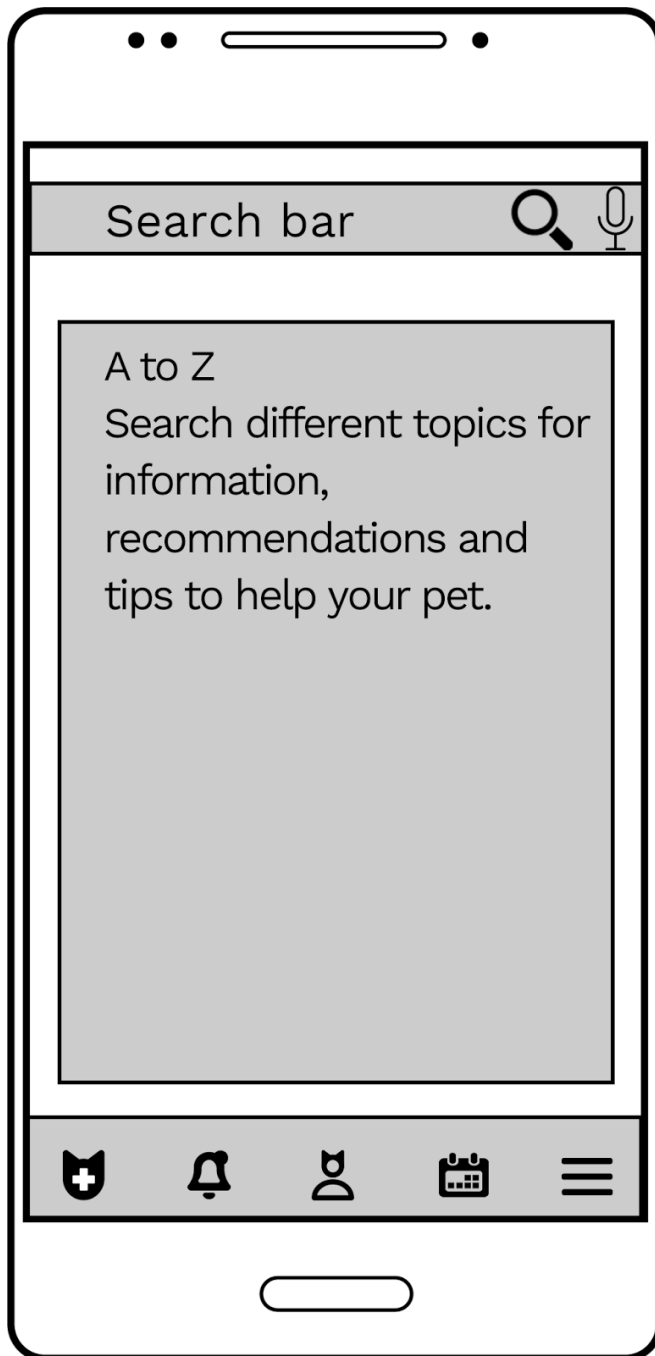 Search bar
A to Z
Search different topics for
information,
recommendations and
tips to help your pet.